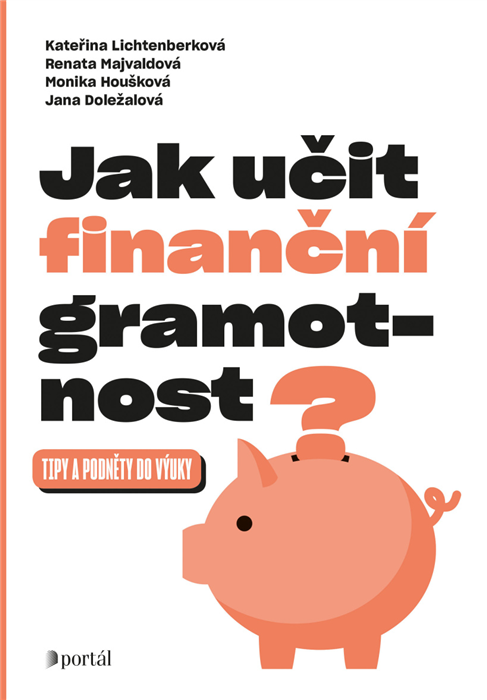 Kateřina Lichtenberková
Renata Majvaldová
Monika Houšková
Jana Doležalová
Jak učit
finanční
gramot-
nost?
TIPY A PODNĚTY DO VÝUKY
portál